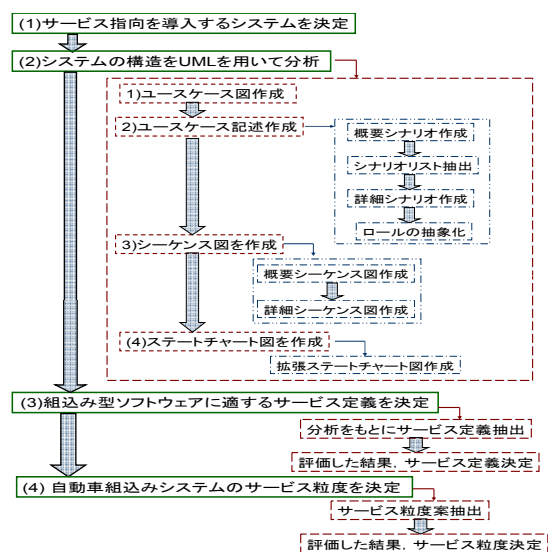 (1)サービス指向を導入するシステムを決定
(2)システムの構造をUMLを用いて分析
1)ユースケース図作成
2)ユースケース記述作成
概要シナリオ作成
シナリオリスト抽出
詳細シナリオ作成
ロールの抽象化
3)シーケンス図を作成
概要シーケンス図作成
詳細シーケンス図作成
(4)ステートチャート図を作成
拡張ステートチャート図作成
(3)組込み型ソフトウェアに適するサービス定義を決定
分析をもとにサービス定義抽出
評価した結果, サービス定義決定
(4) 自動車組込みシステムのサービス粒度を決定
サービス粒度案抽出
評価した結果, サービス粒度決定